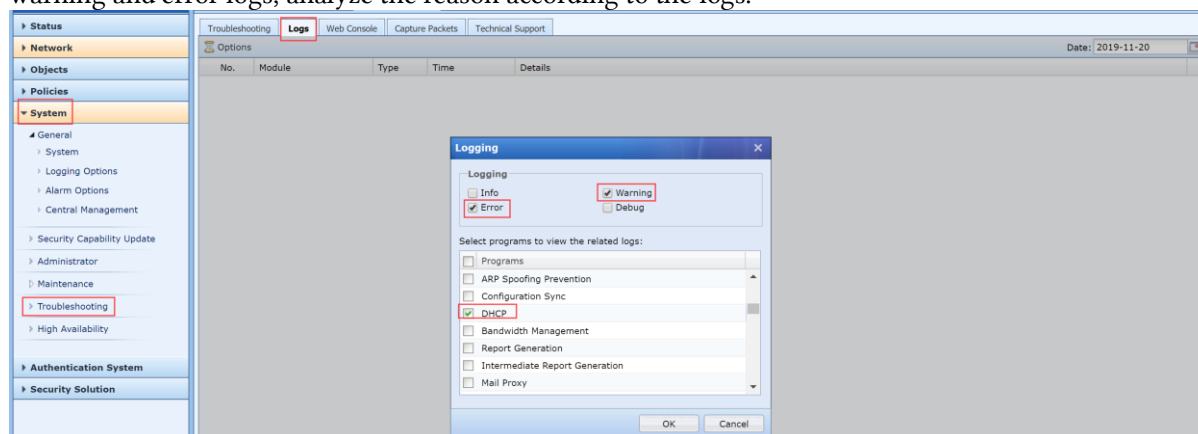 warning and error logs, analyze the reason according to the logs.
Status
Network
Objects
Policies
System
General
System
Logging Options
Alarm Options
Central Management
Security Capability Update
Administrator
Maintenance
Troubleshooting
High Availability
Authentication System
Security Solution
Troubleshooting Logs Web Console Capture Packets Technical Support
Options Date: 2019-11-20
No. Module Type Time Details
Logging
Logging
Info Warning
Error Debug
Select programs to view the related logs:
Programs
ARP Spoofing Prevention
Configuration Sync
DHCP
Bandwidth Management
Report Generation
Intermediate Report Generation
Mail Proxy
OK Cancel